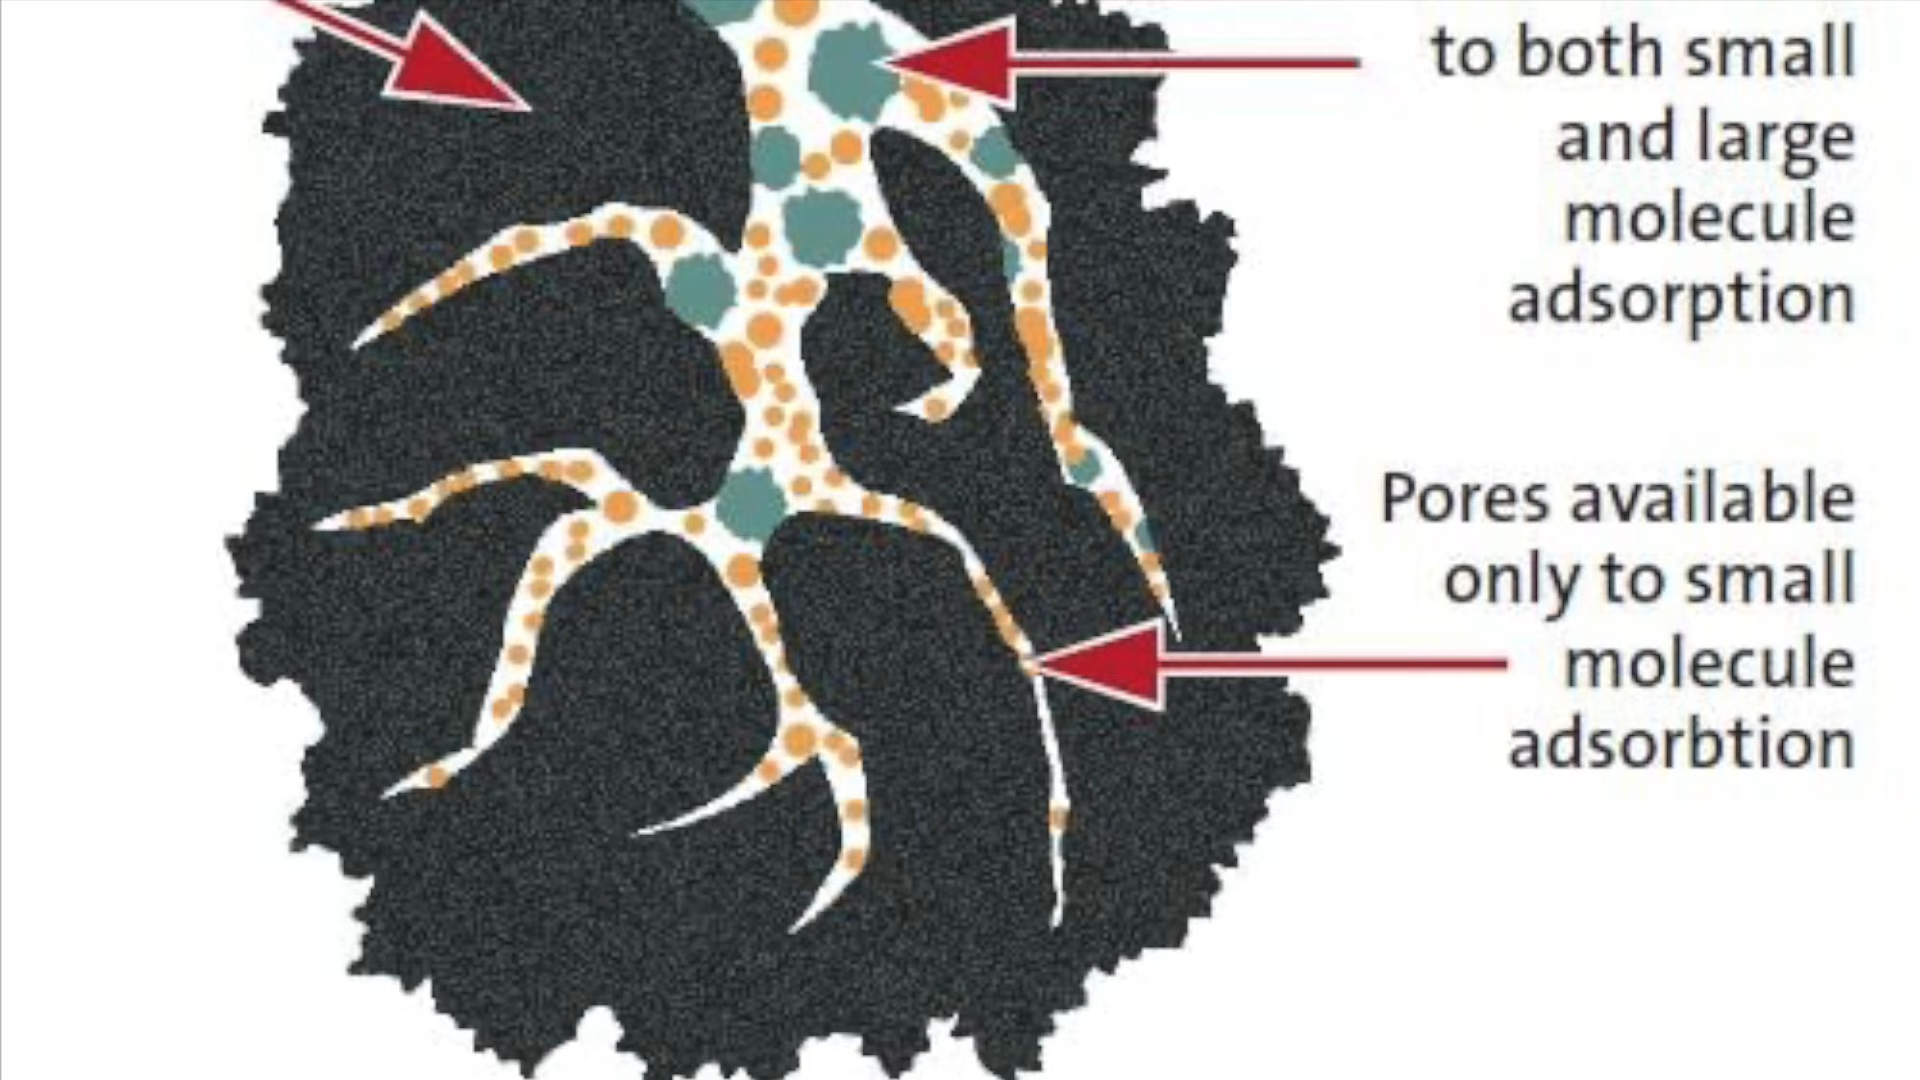 to both small
and large
molecule
adsorption
Pores available
only to small
molecule
adsorbtion